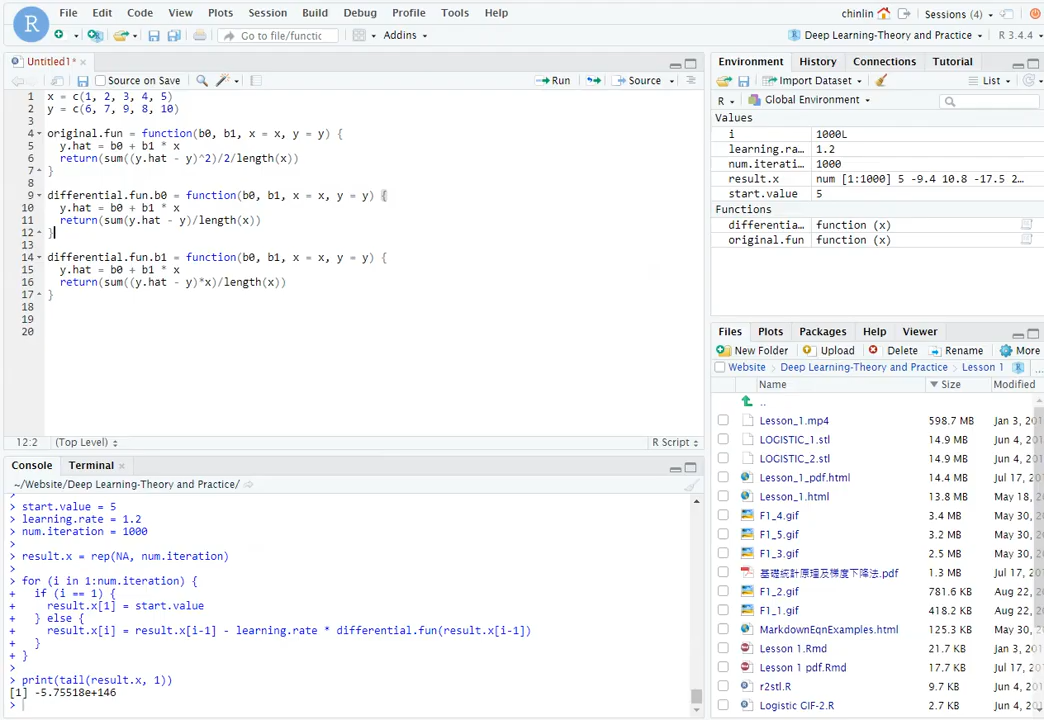 File Edit Code View Plots Session Build Debug Profile Tools Help
chinlin Sessions (4)
Go to file/functic Addins
Deep Learning-Theory and Practice R 3.4.4
Untitled1*
Source on Save Run Source
1 x = c(1, 2, 3, 4, 5)
2 y = c(6, 7, 9, 8, 10)
3
4 original.fun = function(b0, b1, x = x, y = y) {
5 y.hat = b0 + b1 * x
6 return(sum((y.hat - y)^2)/2/length(x))
7 }
8
9 differential.fun.b0 = function(b0, b1, x = x, y = y) {
10 y.hat = b0 + b1 * x
11 return(sum(y.hat - y)/length(x))
12 }
13
14 differential.fun.b1 = function(b0, b1, x = x, y = y) {
15 y.hat = b0 + b1 * x
16 return(sum((y.hat - y)*x)/length(x))
17 }
18
19
20
12:2 (Top Level) R Script
Console Terminal
~/Website/Deep Learning-Theory and Practice/
>
> start.value = 5
> learning.rate = 1.2
> num.iteration = 1000
>
> result.x = rep(NA, num.iteration)
>
> for (i in 1:num.iteration) {
+ if (i == 1) {
+ result.x[1] = start.value
+ } else {
+ result.x[i] = result.x[i-1] - learning.rate * differential.fun(result.x[i-1])
+ }
+ }
>
> print(tail(result.x, 1))
[1] -5.75518e+146
>
Environment History Connections Tutorial
Import Dataset List
R Global Environment
Values
i 1000L
learning.ra… 1.2
num.iterati… 1000
result.x num [1:1000] 5 -9.4 10.8 -17.5 2…
start.value 5
Functions
differentia… function (x)
original.fun function (x)
Files Plots Packages Help Viewer
New Folder Upload Delete Rename More
Website Deep Learning-Theory and Practice Lesson 1 R ...
Name Size Modified
..
Lesson_1.mp4 598.7 MB Jan 3, 201
LOGISTIC_1.stl 14.9 MB Jun 4, 201
LOGISTIC_2.stl 14.9 MB Jun 4, 201
Lesson_1_pdf.html 14.4 MB Jul 17, 20
Lesson_1.html 13.8 MB May 18, 2
F1_4.gif 3.4 MB May 30, 2
F1_5.gif 3.2 MB May 30, 2
F1_3.gif 2.5 MB May 30, 2
基礎統計原理及梯度下降法.pdf 1.3 MB Jul 17, 20
F1_2.gif 781.6 KB Aug 22, 2
F1_1.gif 418.2 KB Aug 22, 2
MarkdownEqnExamples.html 125.3 KB May 30, 2
Lesson 1.Rmd 21.7 KB Jan 3, 201
Lesson 1 pdf.Rmd 17.7 KB Jul 17, 20
r2stl.R 9.7 KB Jun 4, 201
Logistic GIF-2.R 2.7 KB Jun 4, 201